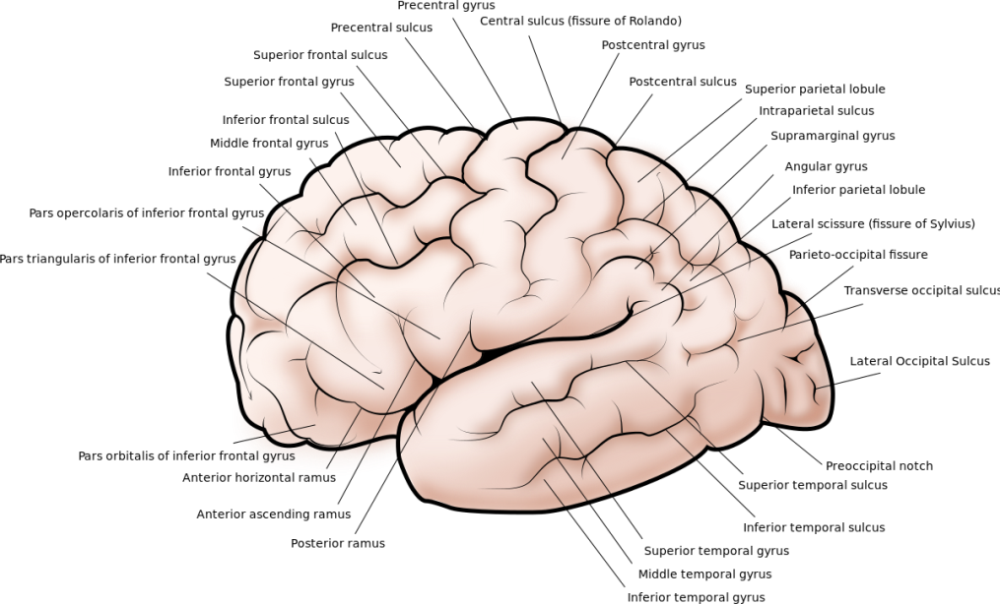 Precentral gyrus
Central sulcus (fissure of Rolando)
Precentral sulcus
Postcentral gyrus
Superior frontal sulcus
Superior frontal gyrus
Postcentral sulcus
Superior parietal lobule
Intraparietal sulcus
Inferior frontal sulcus
Supramarginal gyrus
Middle frontal gyrus
Angular gyrus
Inferior frontal gyrus
Inferior parietal lobule
Pars opercolaris of inferior frontal gyrus
Lateral scissure (fissure of Sylvius)
Parieto-occipital fissure
Pars triangularis of inferior frontal gyrus
Transverse occipital sulcus
Lateral Occipital Sulcus
Pars orbitalis of inferior frontal gyrus
Preoccipital notch
Anterior horizontal ramus
Superior temporal sulcus
Anterior ascending ramus
Inferior temporal sulcus
Posterior ramus
Superior temporal gyrus
Middle temporal gyrus
Inferior temporal gyrus